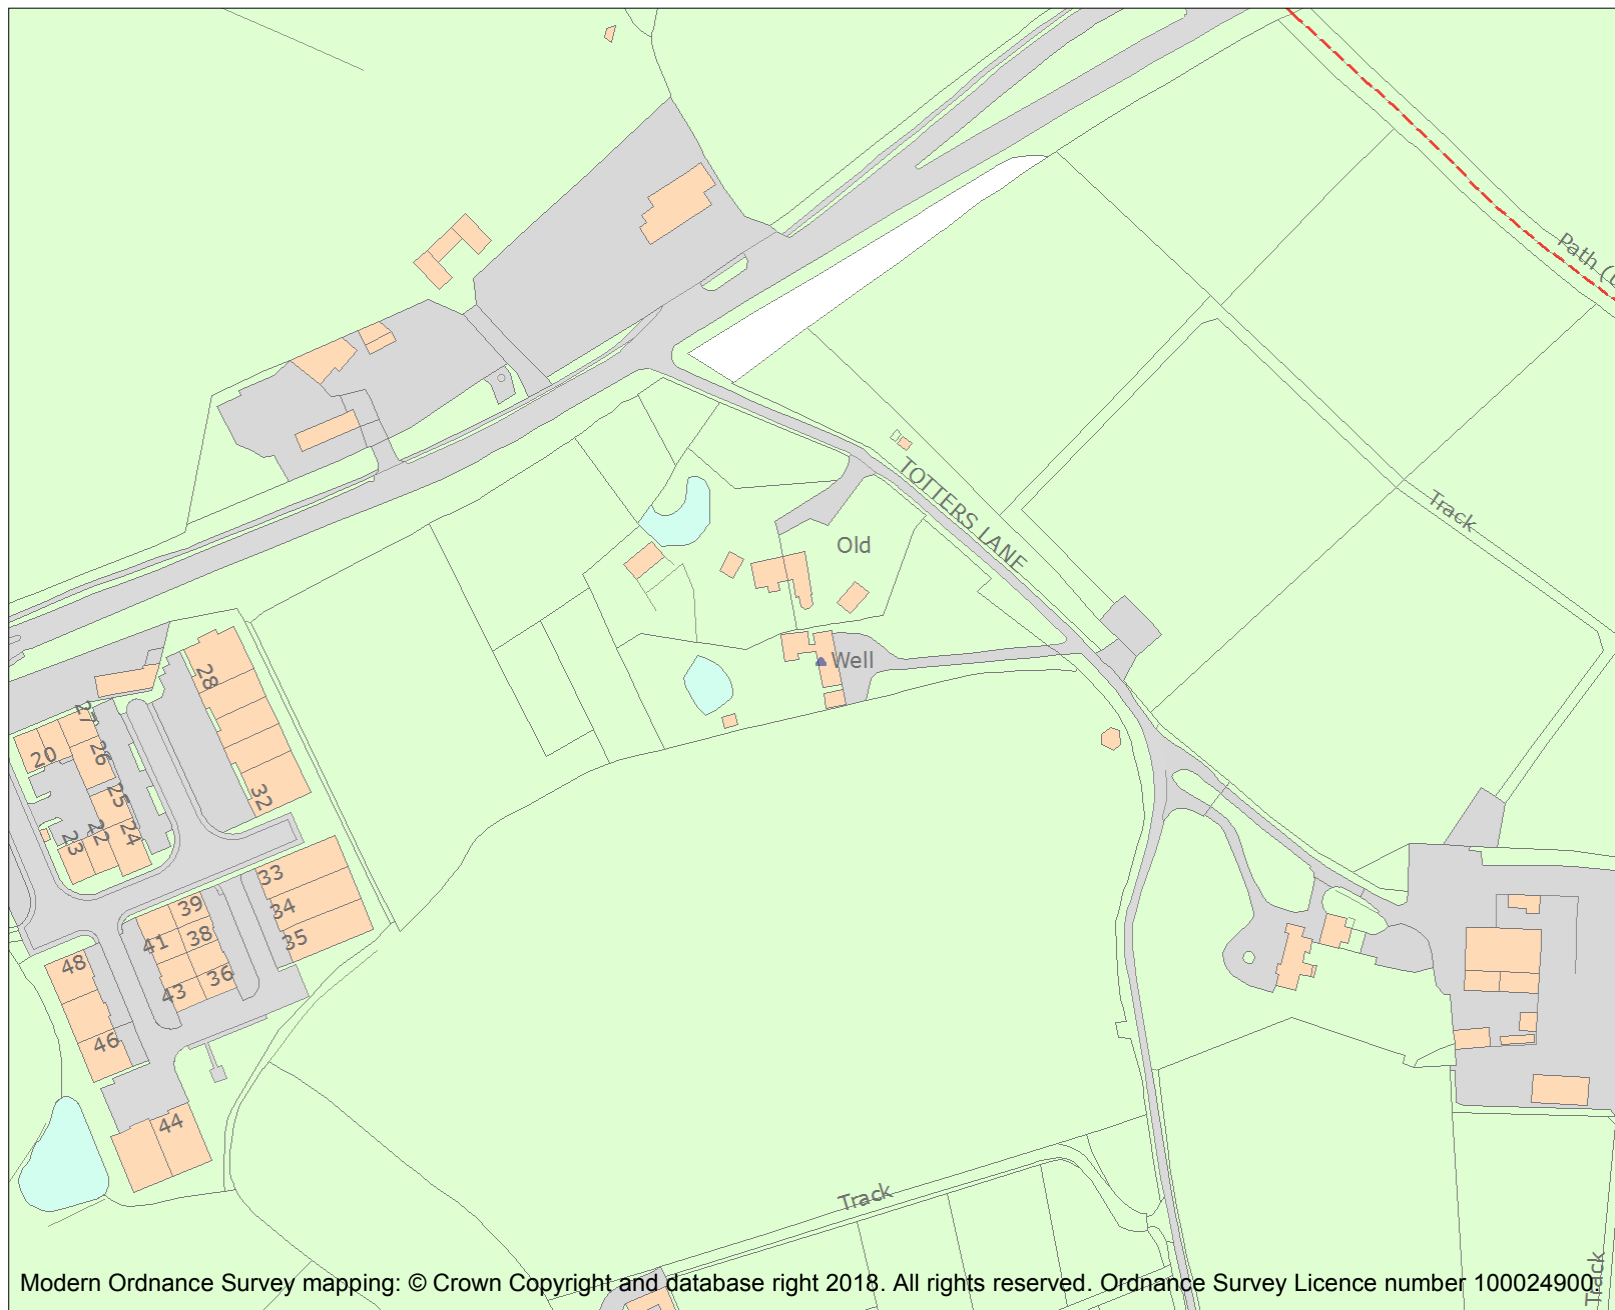 Path (
TOTTERS LANE
Track
Old
Well
28
27
20
26
25
32
24
22
23
33
34
35
39
41
38
36
43
48
46
44
Track
Track
Modern Ordnance Survey mapping: © Crown Copyright and database right 2018. All rights reserved. Ordnance Survey Licence number 100024900.